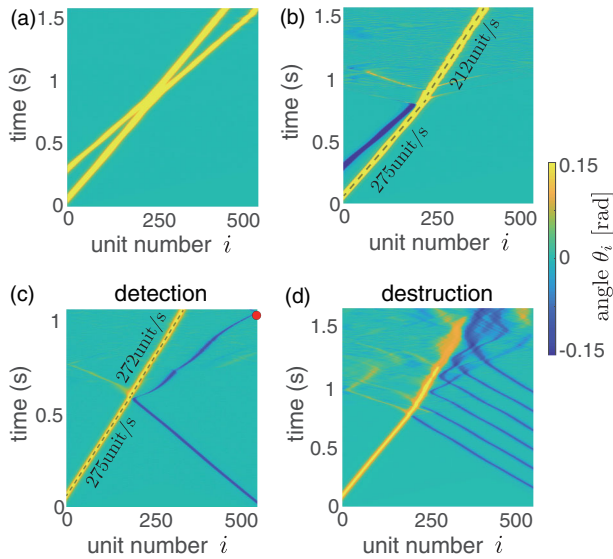 (a)
1.5
1
0.5
0
time (s)
0 250 500
unit number i
(b)
1.5
1
0.5
0
time (s)
212unit/s
275unit/s
0 250 500
unit number i
0.15
0
-0.15
angle θi [rad]
(c) detection
1
0.5
0
time (s)
272unit/s
275unit/s
0 250 500
unit number i
(d) destruction
1.5
1
0.5
0
time (s)
0 250 500
unit number i